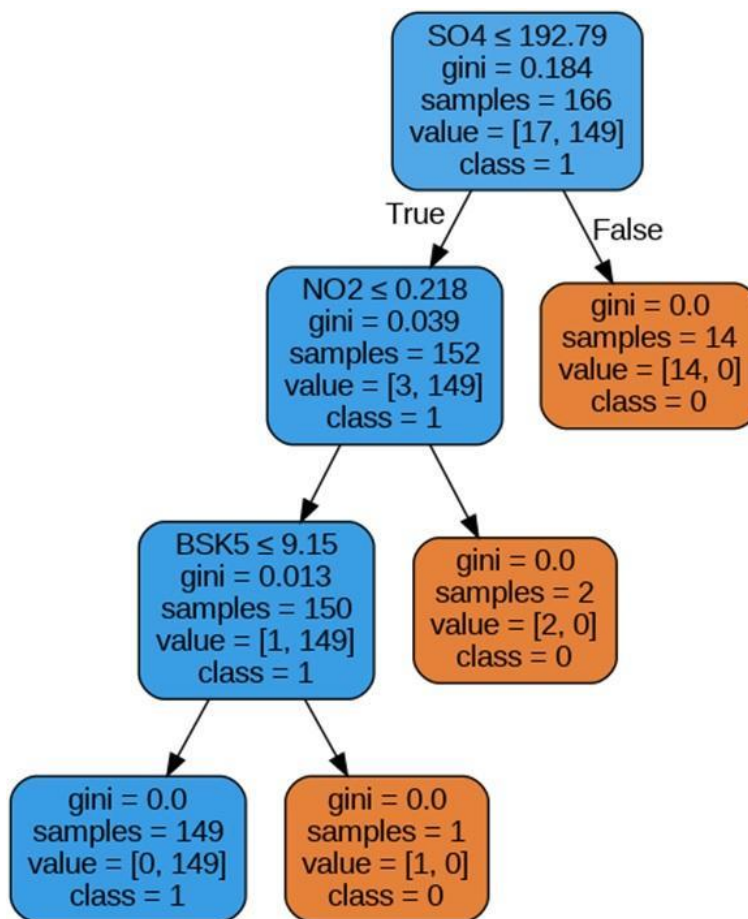 SO4 ≤ 192.79
gini = 0.184
samples = 166
value = [17, 149]
class = 1
True
False
NO2 ≤ 0.218
gini = 0.039
samples = 152
value = [3, 149]
class = 1
gini = 0.0
samples = 14
value = [14, 0]
class = 0
BSK5 ≤ 9.15
gini = 0.013
samples = 150
value = [1, 149]
class = 1
gini = 0.0
samples = 2
value = [2, 0]
class = 0
gini = 0.0
samples = 149
value = [0, 149]
class = 1
gini = 0.0
samples = 1
value = [1, 0]
class = 0